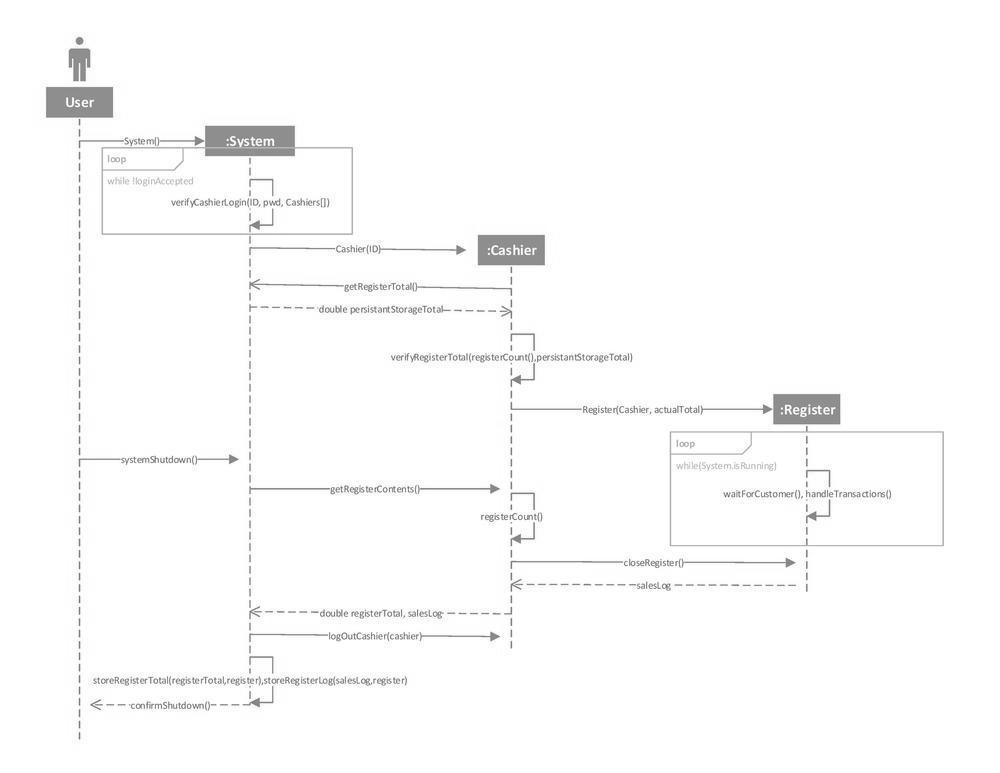 User
System()
:System
loop
while !loginAccepted
verifyCashierLogin(ID, pwd, Cashiers[])
Cashier(ID)
:Cashier
getRegisterTotal()
double persistantStorageTotal
verifyRegisterTotal(registerCount(),persistantStorageTotal)
Register(Cashier, actualTotal)
:Register
loop
systemShutdown()
while(System.isRunning)
getRegisterContents()
waitForCustomer(), handleTransactions()
registerCount()
closeRegister()
salesLog
double registerTotal, salesLog
logOutCashier(cashier)
storeRegisterTotal(registerTotal,register),storeRegisterLog(salesLog,register)
confirmShutdown()